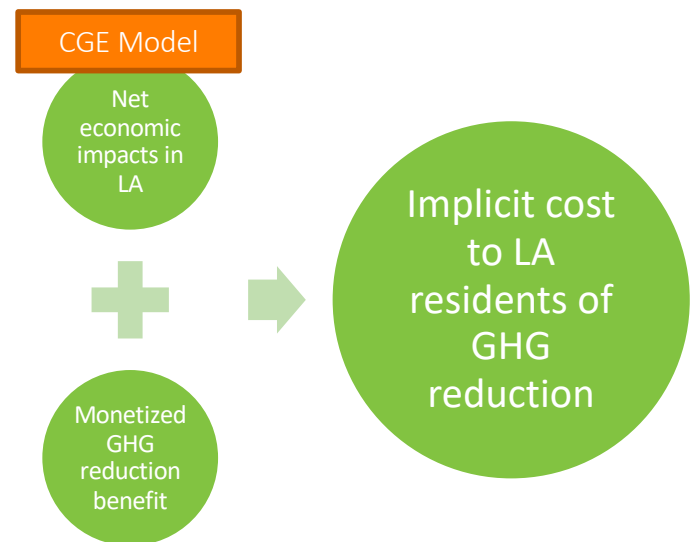 CGE Model
Net
economic
impacts in
LA
Monetized
GHG
reduction
benefit
Implicit cost
to LA
residents of
GHG
reduction